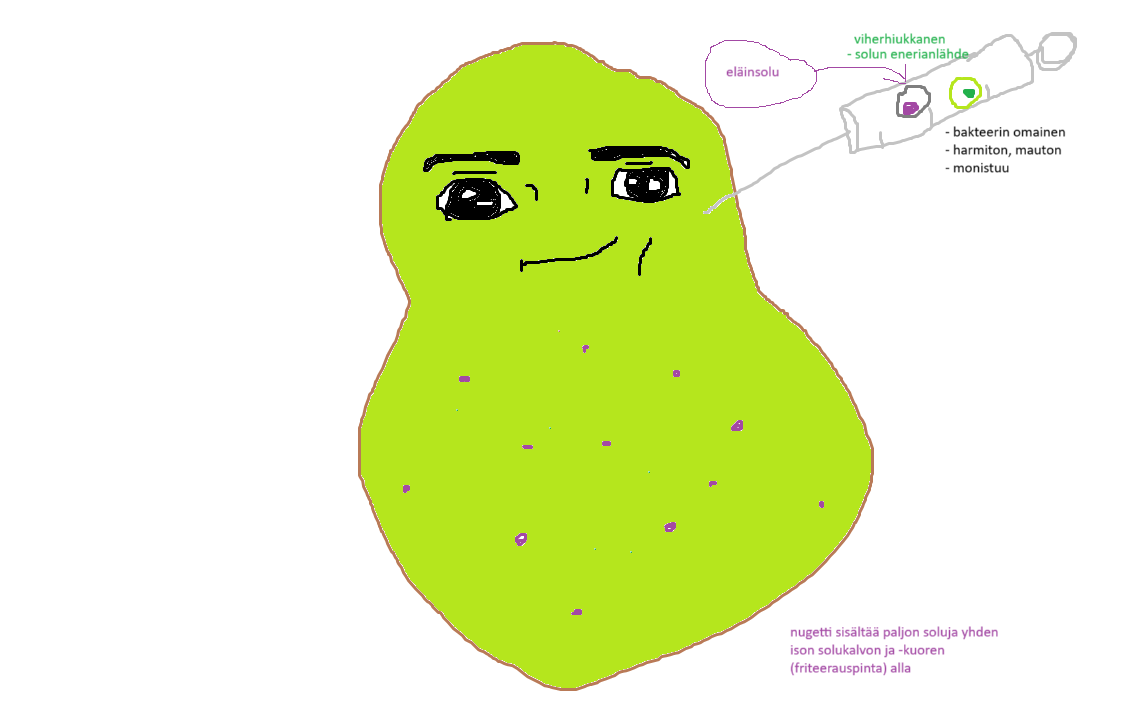 viherhiukkanen
- solun enerianlähde
eläinsolu
- bakteerin omainen
- harmiton, mauton
- monistuu
nugetti sisältää paljon soluja yhden
ison solukalvon ja -kuoren
(friteerauspinta) alla